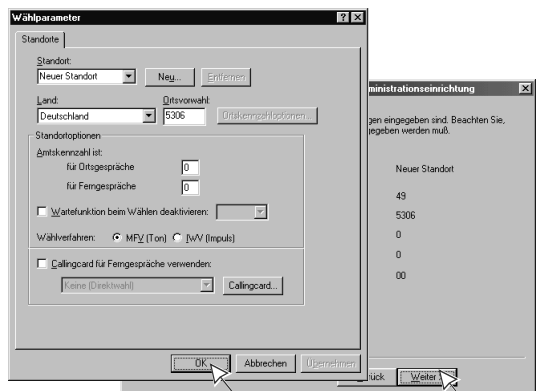 Wählparameter
Standorte
Standort:
Neuer Standort
Neu...
Entfernen
Land:
Ortsvorwahl:
Deutschland
5306
Ortskennzahloptionen...
Standortoptionen
Amtskennzahl ist:
für Ortsgespräche
0
für Ferngespräche
0
Wartefunktion beim Wählen deaktivieren:
Wählverfahren:
MFV (Ton)
IWV (Impuls)
Callingcard für Ferngespräche verwenden:
Keine (Direktwahl)
Callingcard...
OK
Abbrechen
Übernehmen
ministrationseinrichtung
gen eingegeben sind. Beachten Sie,
gegeben werden muß.
Neuer Standort
49
5306
0
0
00
rück
Weiter